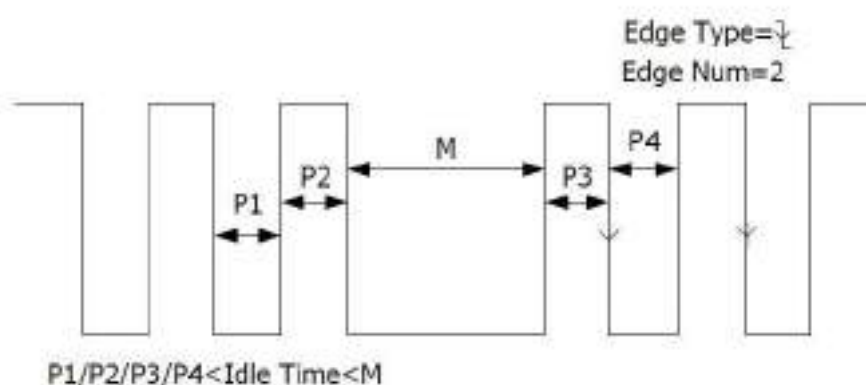 Edge Type=
Edge Num=2
M
P4
P2
P3
P1
P1/P2/P3/P4<Idle Time<M